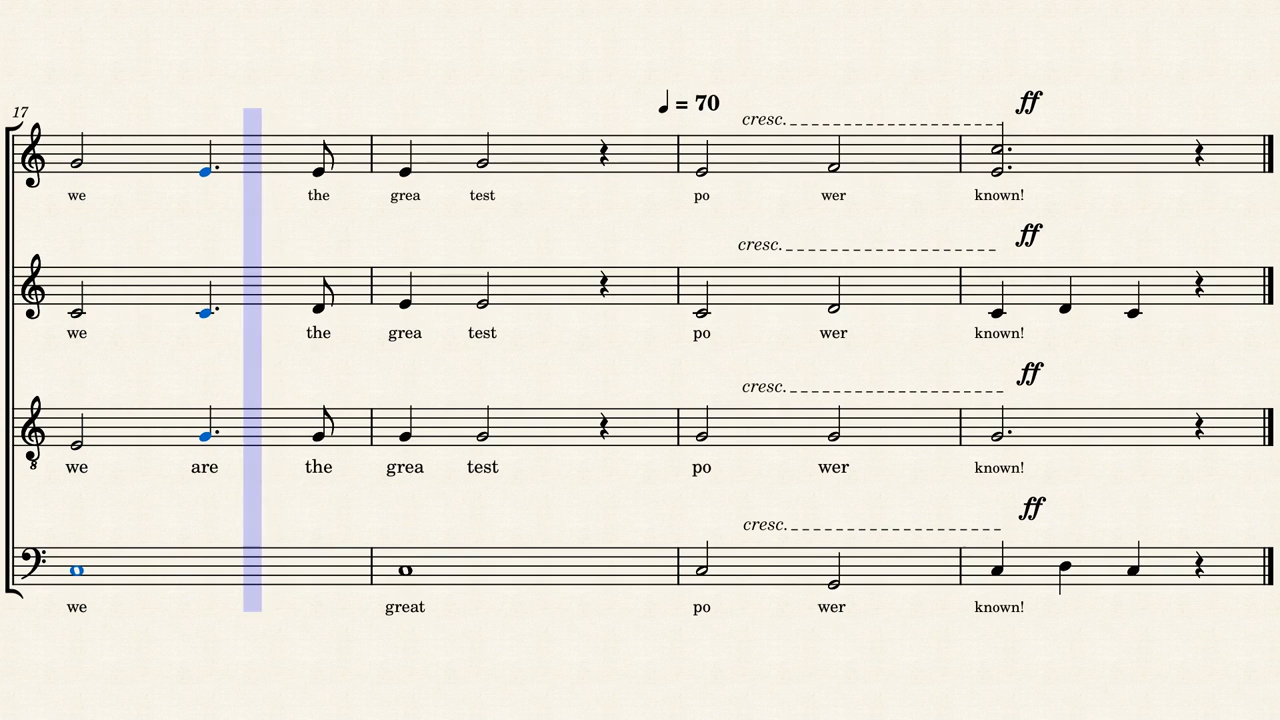 17
♩ = 70
cresc.
ff
we the grea test po wer known!
cresc.
ff
we the grea test po wer known!
cresc.
ff
we are the grea test po wer known!
8
cresc.
ff
we great po wer known!